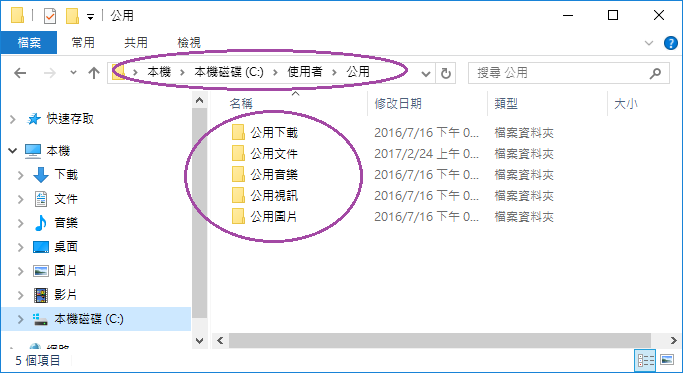 公用
檔案 常用 共用 檢視
本機 本機磁碟 (C:) 使用者 公用 搜尋 公用
名稱 修改日期 類型 大小
快速存取
本機
下載
文件
音樂
桌面
圖片
影片
本機磁碟 (C:)
網路
公用下載 2016/7/16 下午 0... 檔案資料夾
公用文件 2017/2/24 上午 0... 檔案資料夾
公用音樂 2016/7/16 下午 0... 檔案資料夾
公用視訊 2016/7/16 下午 0... 檔案資料夾
公用圖片 2016/7/16 下午 0... 檔案資料夾
5 個項目